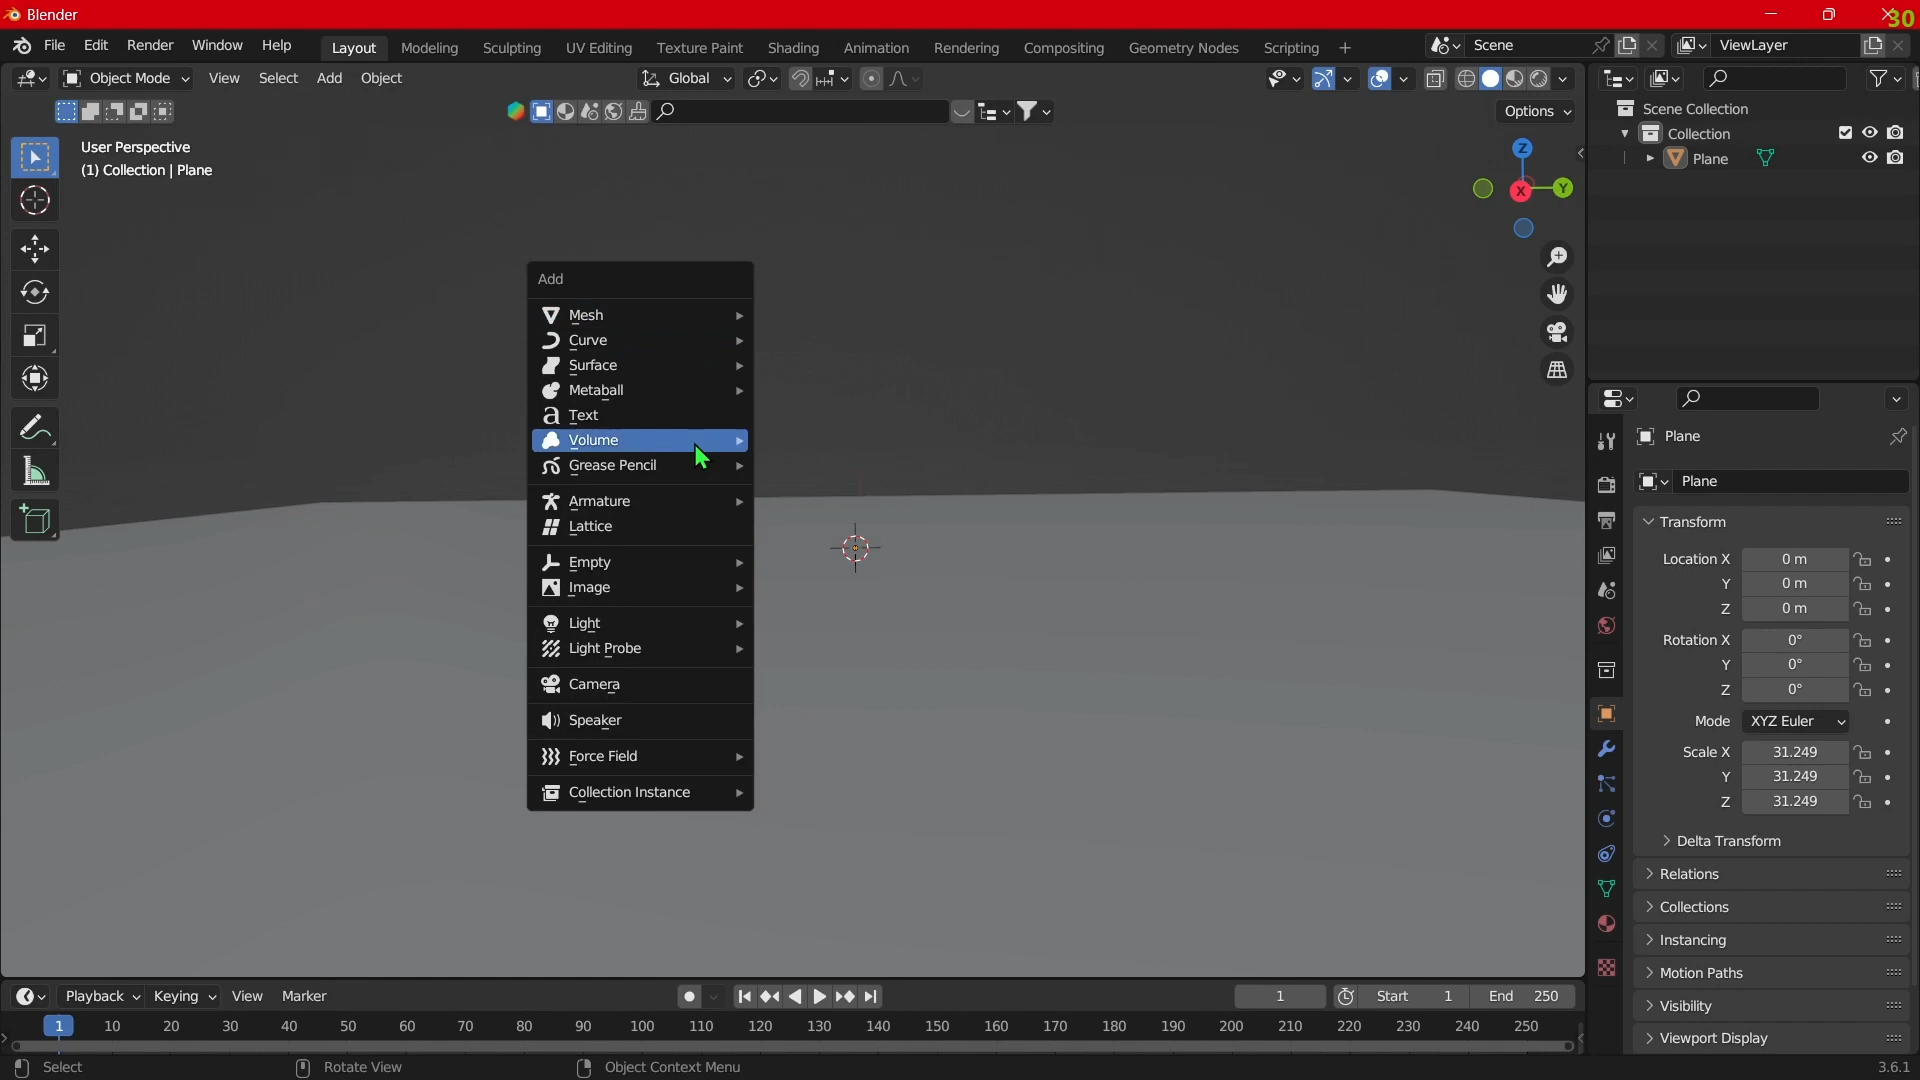 Blender
30
File Edit Render Window Help Layout Modeling Sculpting UV Editing Texture Paint Shading Animation Rendering Compositing Geometry Nodes Scripting + Scene ViewLayer
Object Mode View Select Add Object Global
Options
User Perspective
(1) Collection | Plane
Z
X Y
Add
Mesh
Curve
Surface
Metaball
Text
Volume
Grease Pencil
Armature
Lattice
Empty
Image
Light
Light Probe
Camera
Speaker
Force Field
Collection Instance
Scene Collection
Collection
Plane
Plane
Plane
Transform
Location X 0 m
Y 0 m
Z 0 m
Rotation X 0°
Y 0°
Z 0°
Mode XYZ Euler
Scale X 31.249
Y 31.249
Z 31.249
Delta Transform
Relations
Collections
Instancing
Motion Paths
Visibility
Viewport Display
Playback Keying View Marker 1 Start 1 End 250
1 10 20 30 40 50 60 70 80 90 100 110 120 130 140 150 160 170 180 190 200 210 220 230 240 250
Select Rotate View Object Context Menu 3.6.1